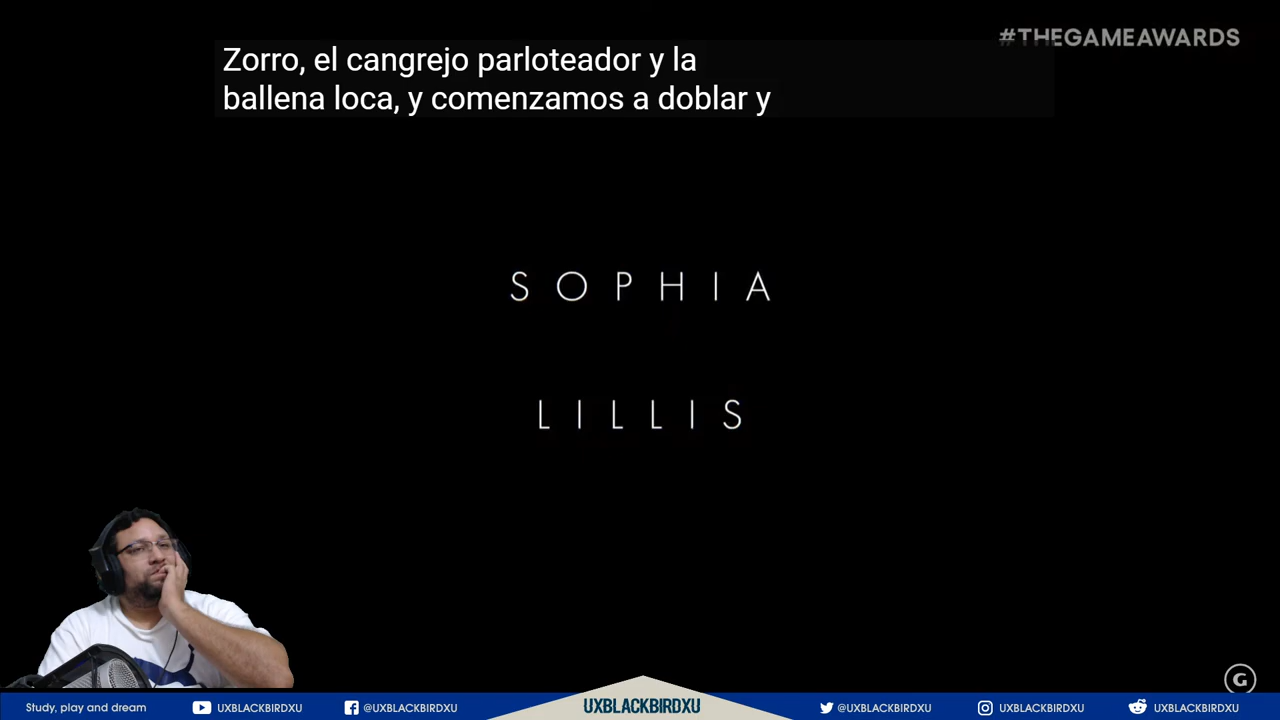 #THEGAMEAWARDS
Zorro, el cangrejo parloteador y la
ballena loca, y comenzamos a doblar y
SOPHIA
LILLIS
G
Study, play and dream
UXBLACKBIRDXU
@UXBLACKBIRDXU
UXBLACKBIRDXU
@UXBLACKBIRDXU
UXBLACKBIRDXU
UXBLACKBIRDXU